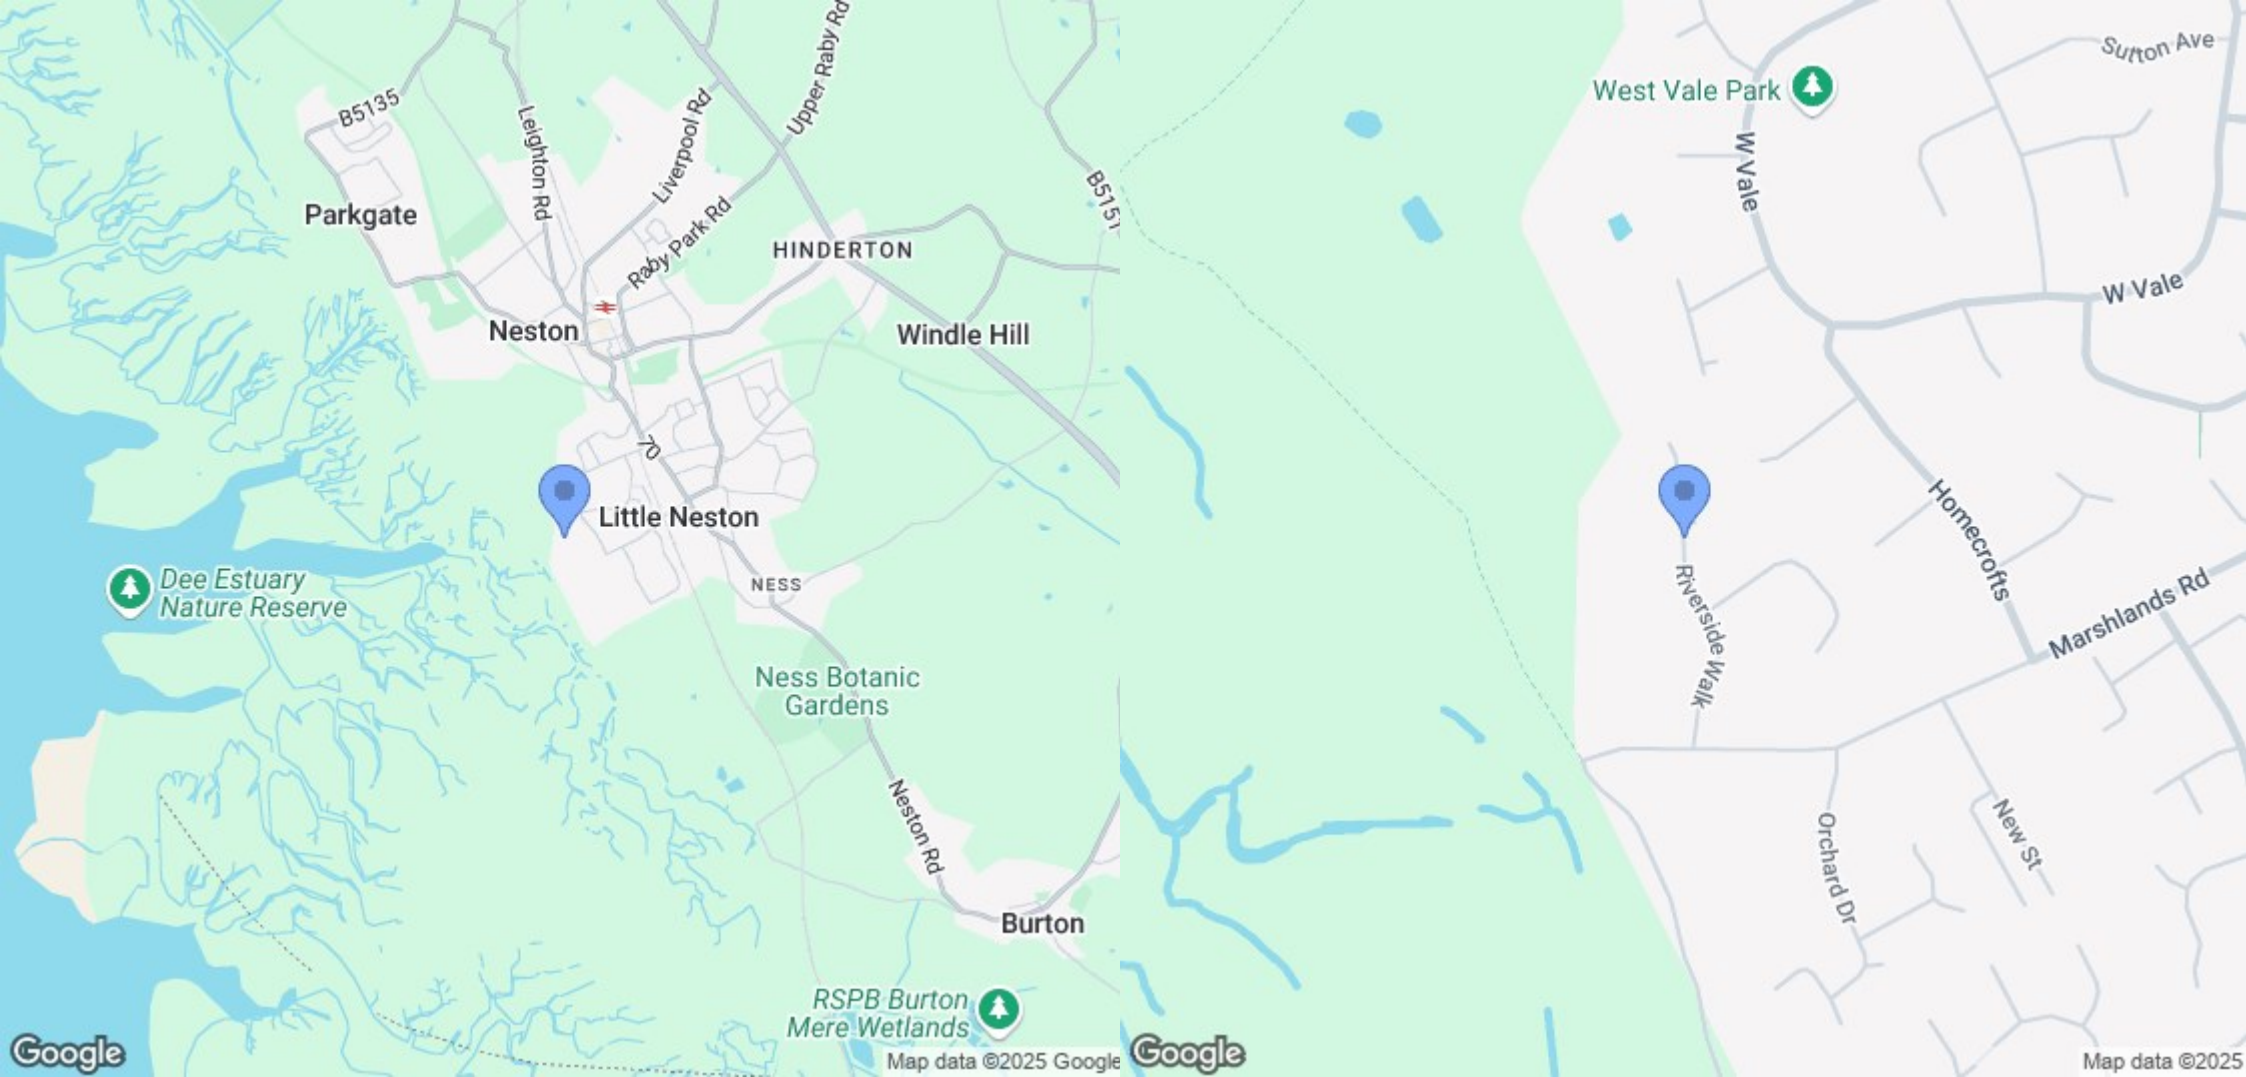 B5135
Leighton Rd
Liverpool Rd
Upper Raby Rd
B5151
Parkgate
Raby Park Rd
HINDERTON
Neston
Windle Hill
70
Little Neston
Dee Estuary
Nature Reserve
NESS
Ness Botanic
Gardens
Neston Rd
Burton
RSPB Burton
Mere Wetlands
Google
Map data ©2025 Google
Sutton Ave
West Vale Park
W Vale
W Vale
Homecrofts
Riverside Walk
Marshlands Rd
New St
Orchard Dr
Google
Map data ©2025